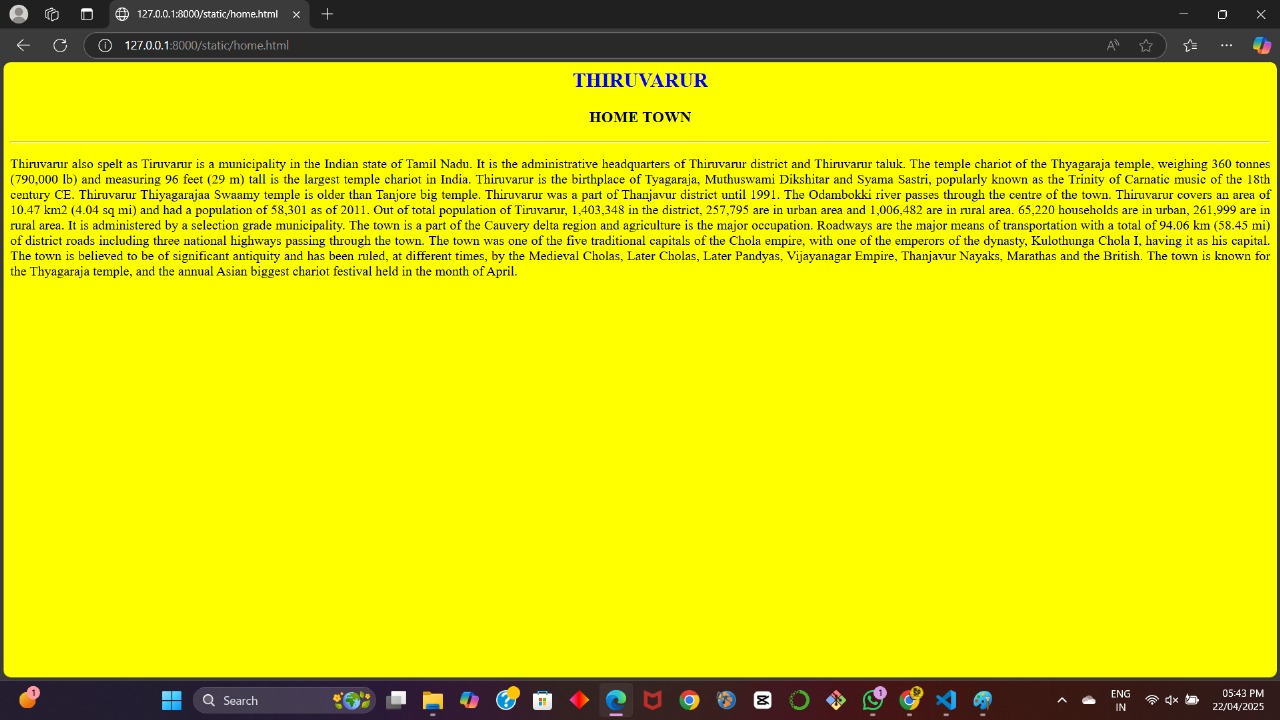 127.0.0.1:8000/static/home.html
127.0.0.1:8000/static/home.html
THIRUVARUR
HOME TOWN
Thiruvarur also spelt as Tiruvarur is a municipality in the Indian state of Tamil Nadu. It is the administrative headquarters of Thiruvarur district and Thiruvarur taluk. The temple chariot of the Thyagaraja temple, weighing 360 tonnes
(790,000 lb) and measuring 96 feet (29 m) tall is the largest temple chariot in India. Thiruvarur is the birthplace of Tyagaraja, Muthuswami Dikshitar and Syama Sastri, popularly known as the Trinity of Carnatic music of the 18th
century CE. Thiruvarur Thiyagarajaa Swaamy temple is older than Tanjore big temple. Thiruvarur was a part of Thanjavur district until 1991. The Odambokki river passes through the centre of the town. Thiruvarur covers an area of
10.47 km2 (4.04 sq mi) and had a population of 58,301 as of 2011. Out of total population of Tiruvarur, 1,403,348 in the district, 257,795 are in urban area and 1,006,482 are in rural area. 65,220 households are in urban, 261,999 are in
rural area. It is administered by a selection grade municipality. The town is a part of the Cauvery delta region and agriculture is the major occupation. Roadways are the major means of transportation with a total of 94.06 km (58.45 mi)
of district roads including three national highways passing through the town. The town was one of the five traditional capitals of the Chola empire, with one of the emperors of the dynasty, Kulothunga Chola I, having it as his capital.
The town is believed to be of significant antiquity and has been ruled, at different times, by the Medieval Cholas, Later Cholas, Later Pandyas, Vijayanagar Empire, Thanjavur Nayaks, Marathas and the British. The town is known for
the Thyagaraja temple, and the annual Asian biggest chariot festival held in the month of April.
1
Search
1
ENG
IN
05:43 PM
22/04/2025